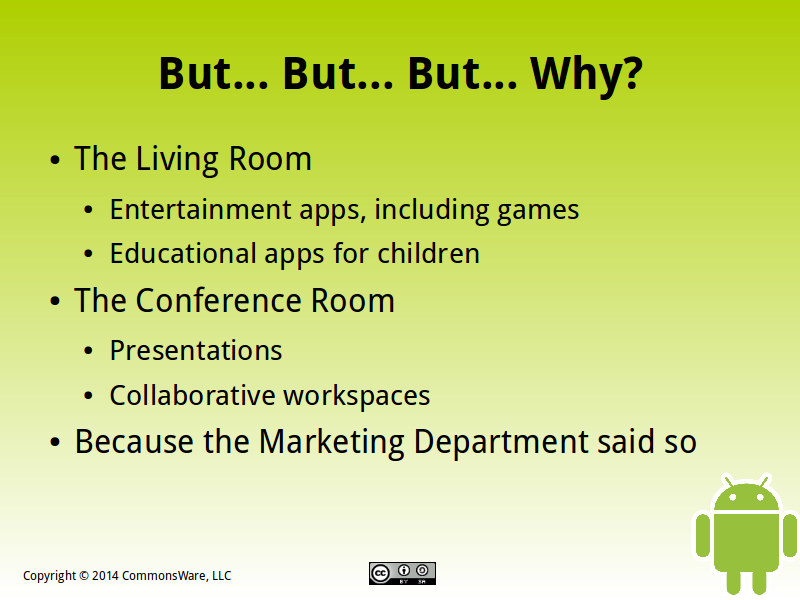 But... But... But... Why?
• The Living Room
• Entertainment apps, including games
• Educational apps for children
• The Conference Room
• Presentations
• Collaborative workspaces
• Because the Marketing Department said so
Copyright © 2014 CommonsWare, LLC
cc BY SA